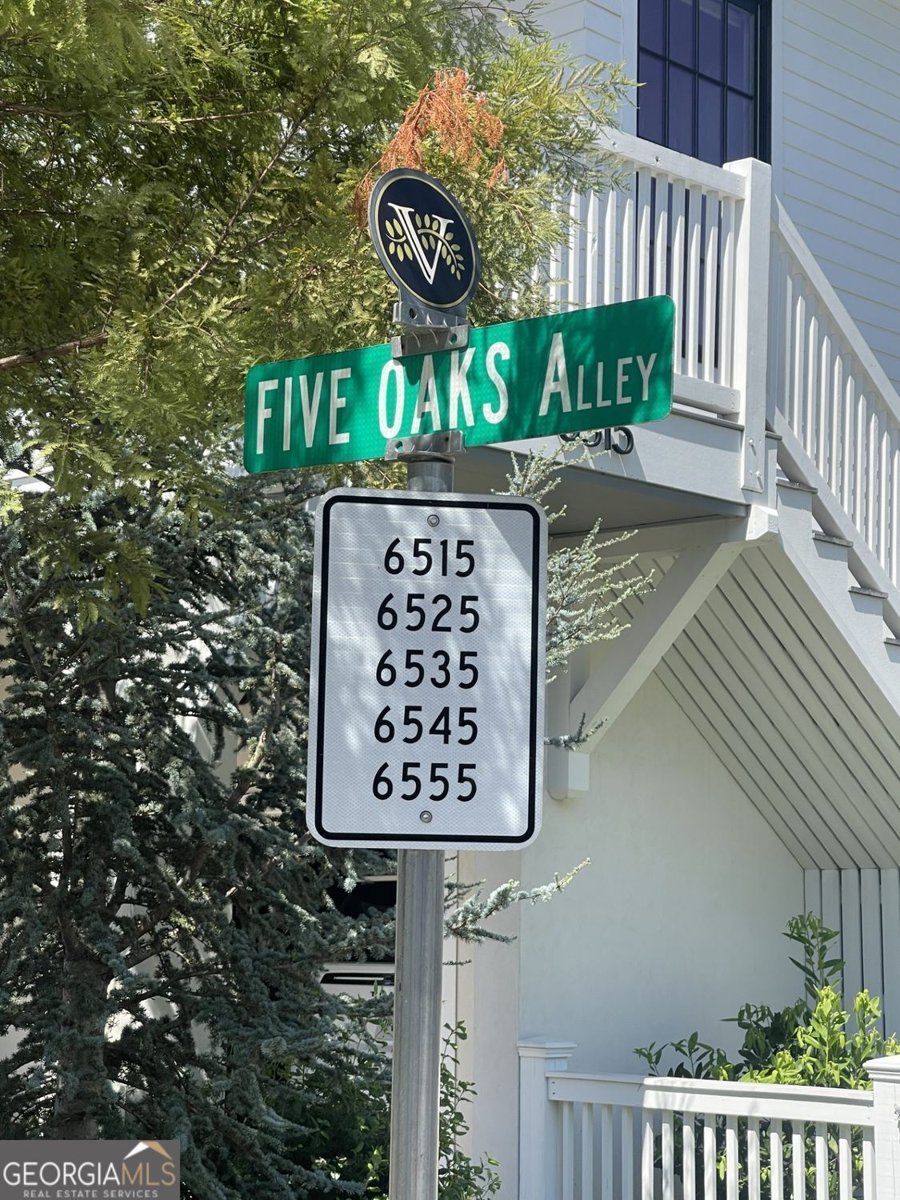 V
FIVE OAKS ALLEY
6515
6525
6535
6545
6555
GEORGIAMLS
REAL ESTATE SERVICES